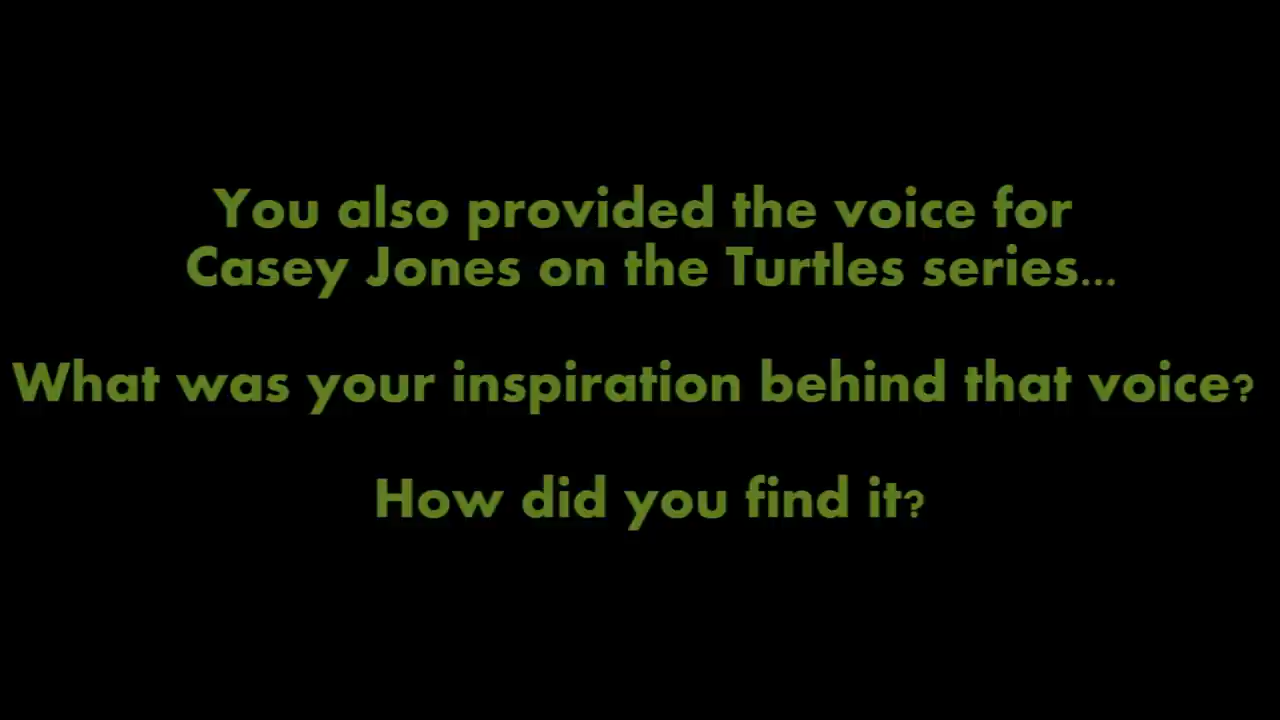 You also provided the voice for
Casey Jones on the Turtles series...
What was your inspiration behind that voice?
How did you find it?